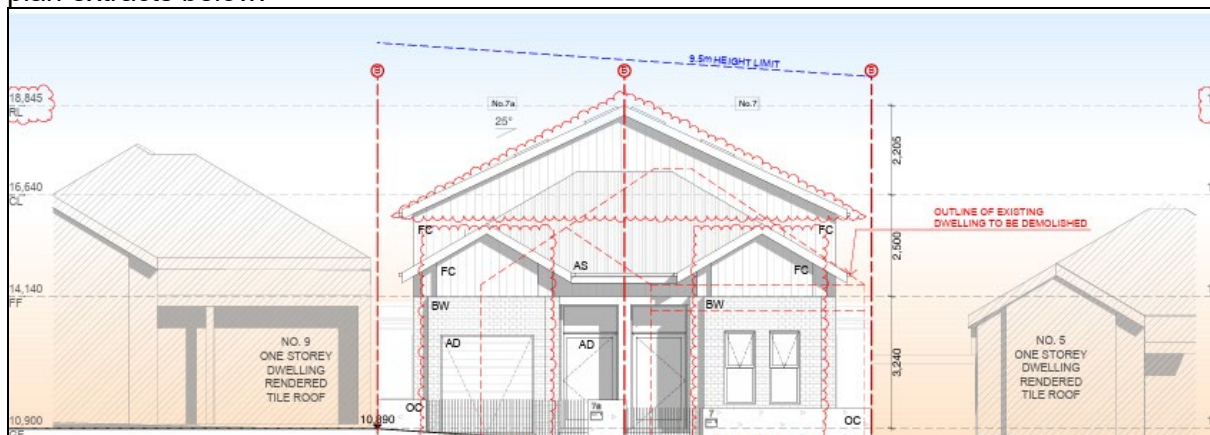 plan extracts below.
9.5m HEIGHT LIMIT
B
B
B
18,845
RL
No.7a
No.7
25°
2,205
16,640
CL
OUTLINE OF EXISTING
DWELLING TO BE DEMOLISHED
FC
FC
2,500
AS
FC
FC
14,140
FF
BW
BW
NO. 9
ONE STOREY
DWELLING
RENDERED
TILE ROOF
AD
AD
NO. 5
ONE STOREY
DWELLING
RENDERED
TILE ROOF
3,240
OC
7a
7
OC
10,900
10,890